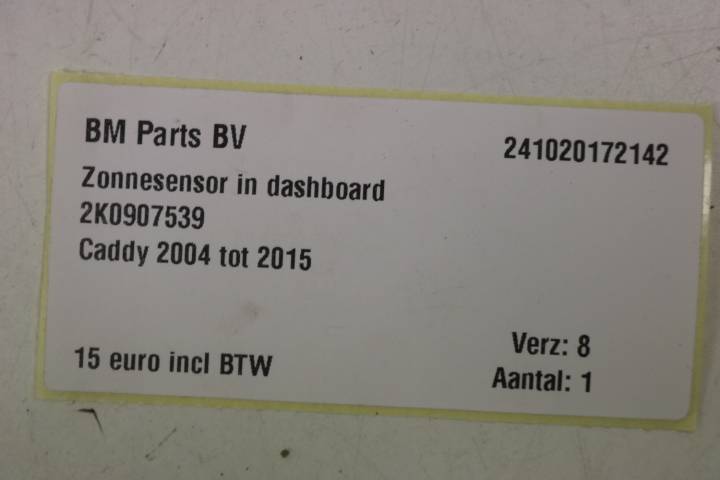 BM Parts BV
241020172142
Zonnesensor in dashboard
2K0907539
Caddy 2004 tot 2015
15 euro incl BTW
Verz: 8
Aantal: 1